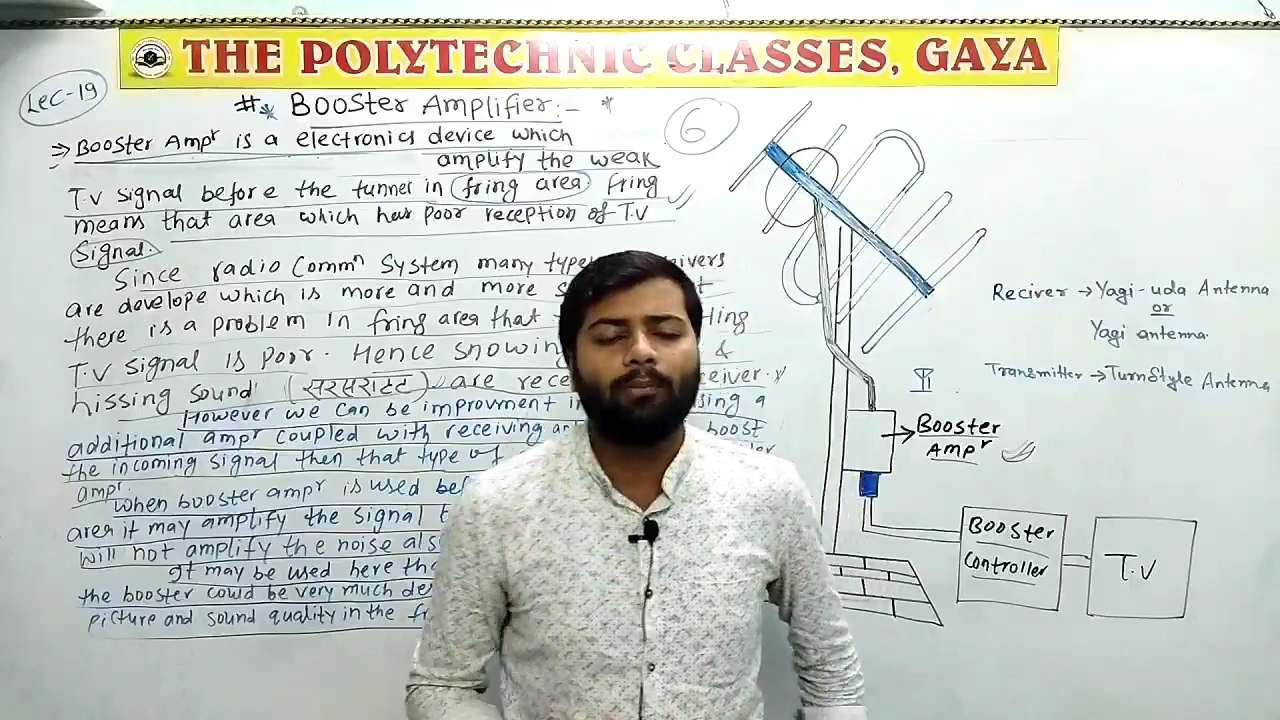 THE POLYTECHNIC CLASSES, GAYA
Lec-19
# * Booster Amplifier:- *
6
⇒ Booster Ampr is a electronics device which
amplify the weak
T.V signal before the tunner in fring area fring
means that area which has poor reception of T.V
Signal.
Since radio Commn System many type
are develope which is more and more
there is a problem in fring area that
T.V signal is poor. Hence snowing &
hissing sound (सरसराहट) are
However we can be improvment a
additional ampr coupled with receiving boost
the incoming signal then that type of
ampr.
When booster ampr is used
area it may amplify the signal
will not amplify the noise
It may be used here
the booster could be very much
picture and sound quality in the
Reciver → Yagi-uda Antenna
or
Yagi antenna.
Transmitter → Turnstyle Antenna
→ Booster
Ampr
Booster
Controller
T.V